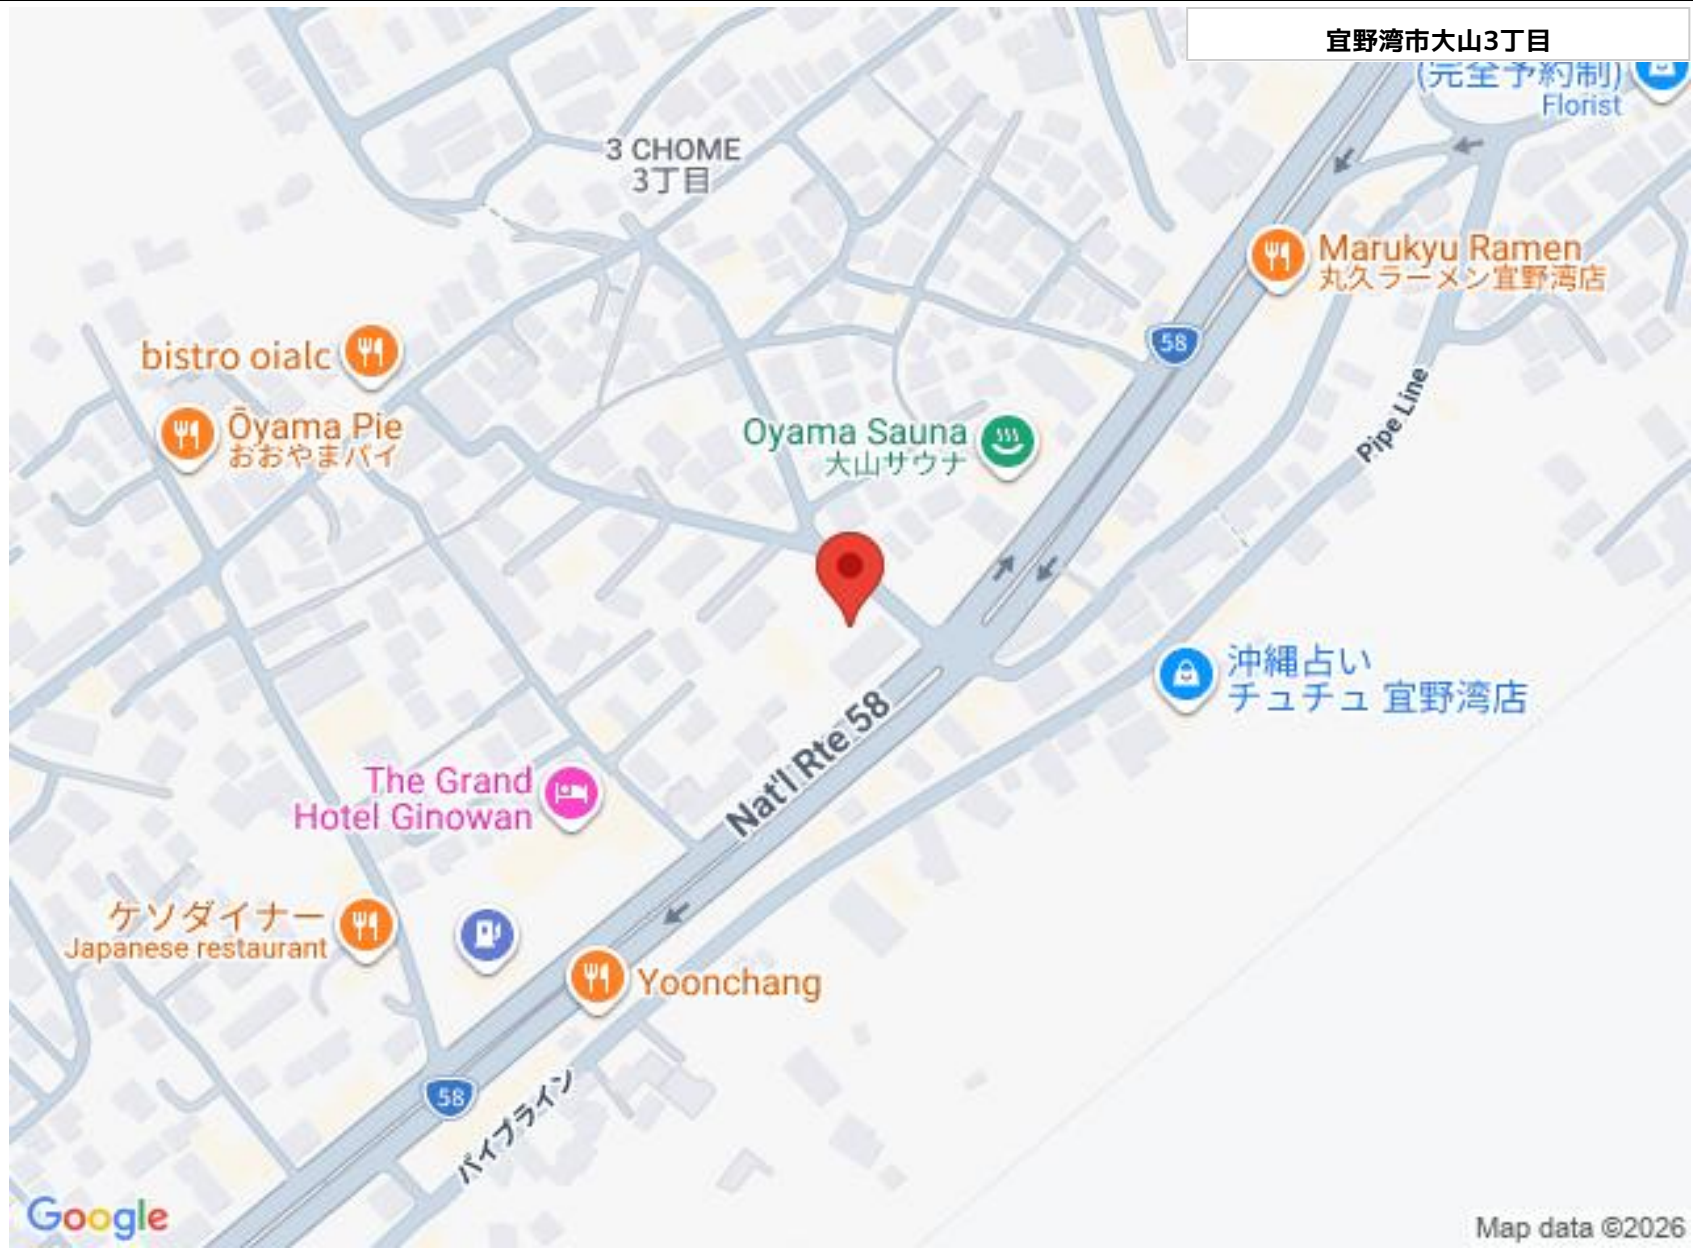 宜野湾市大山3丁目
(完全予約制)
Florist
3 CHOME
3丁目
Marukyu Ramen
丸久ラーメン宜野湾店
58
bistro oialc
Pipe Line
Ōyama Pie
おおやまパイ
Oyama Sauna
大山サウナ
沖縄占い
チュチュ 宜野湾店
Nat'l Rte 58
The Grand
Hotel Ginowan
ケソダイナー
Japanese restaurant
Yoonchang
58
パイプライン
Google
Map data ©2026